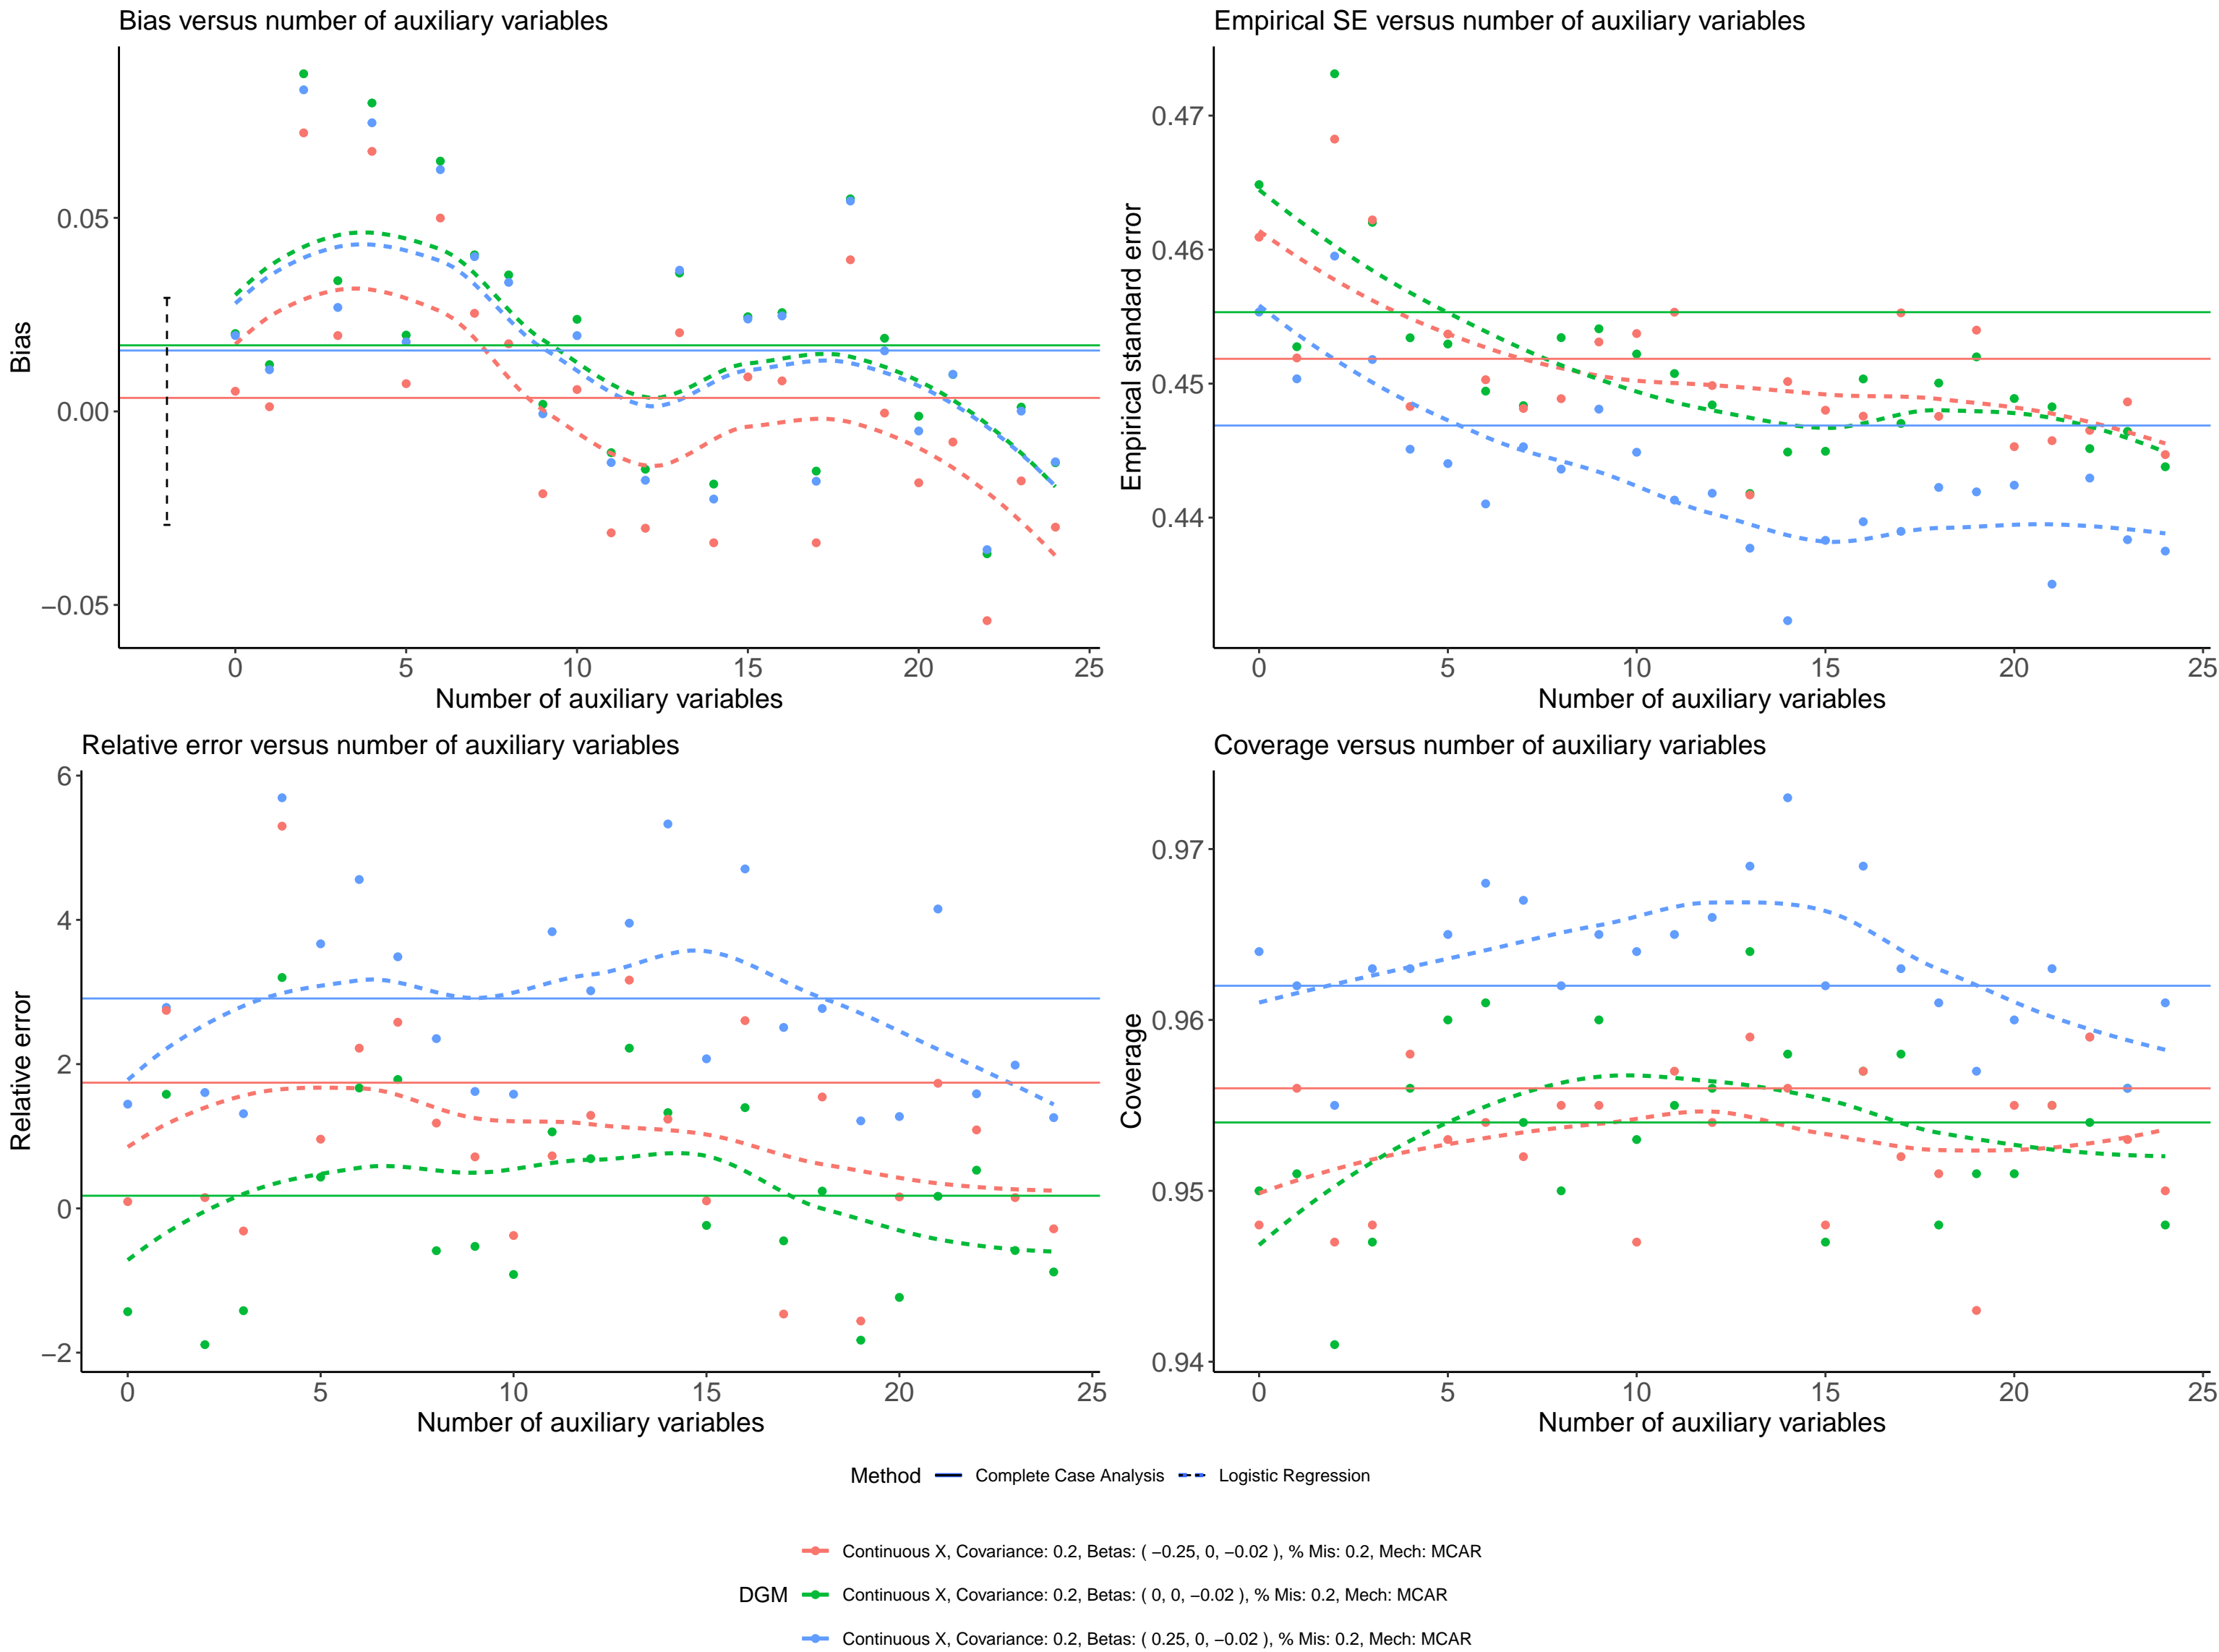 Bias versus number of auxiliary variables
Bias
0.05
0.00
−0.05
0 5 10 15 20 25
Number of auxiliary variables
Empirical SE versus number of auxiliary variables
Empirical standard error
0.47
0.46
0.45
0.44
0 5 10 15 20 25
Number of auxiliary variables
Relative error versus number of auxiliary variables
Relative error
6
4
2
0
−2
0 5 10 15 20 25
Number of auxiliary variables
Coverage versus number of auxiliary variables
Coverage
0.97
0.96
0.95
0.94
0 5 10 15 20 25
Number of auxiliary variables
Method Complete Case Analysis Logistic Regression
Continuous X, Covariance: 0.2, Betas: ( −0.25, 0, −0.02 ), % Mis: 0.2, Mech: MCAR
DGM Continuous X, Covariance: 0.2, Betas: ( 0, 0, −0.02 ), % Mis: 0.2, Mech: MCAR
Continuous X, Covariance: 0.2, Betas: ( 0.25, 0, −0.02 ), % Mis: 0.2, Mech: MCAR